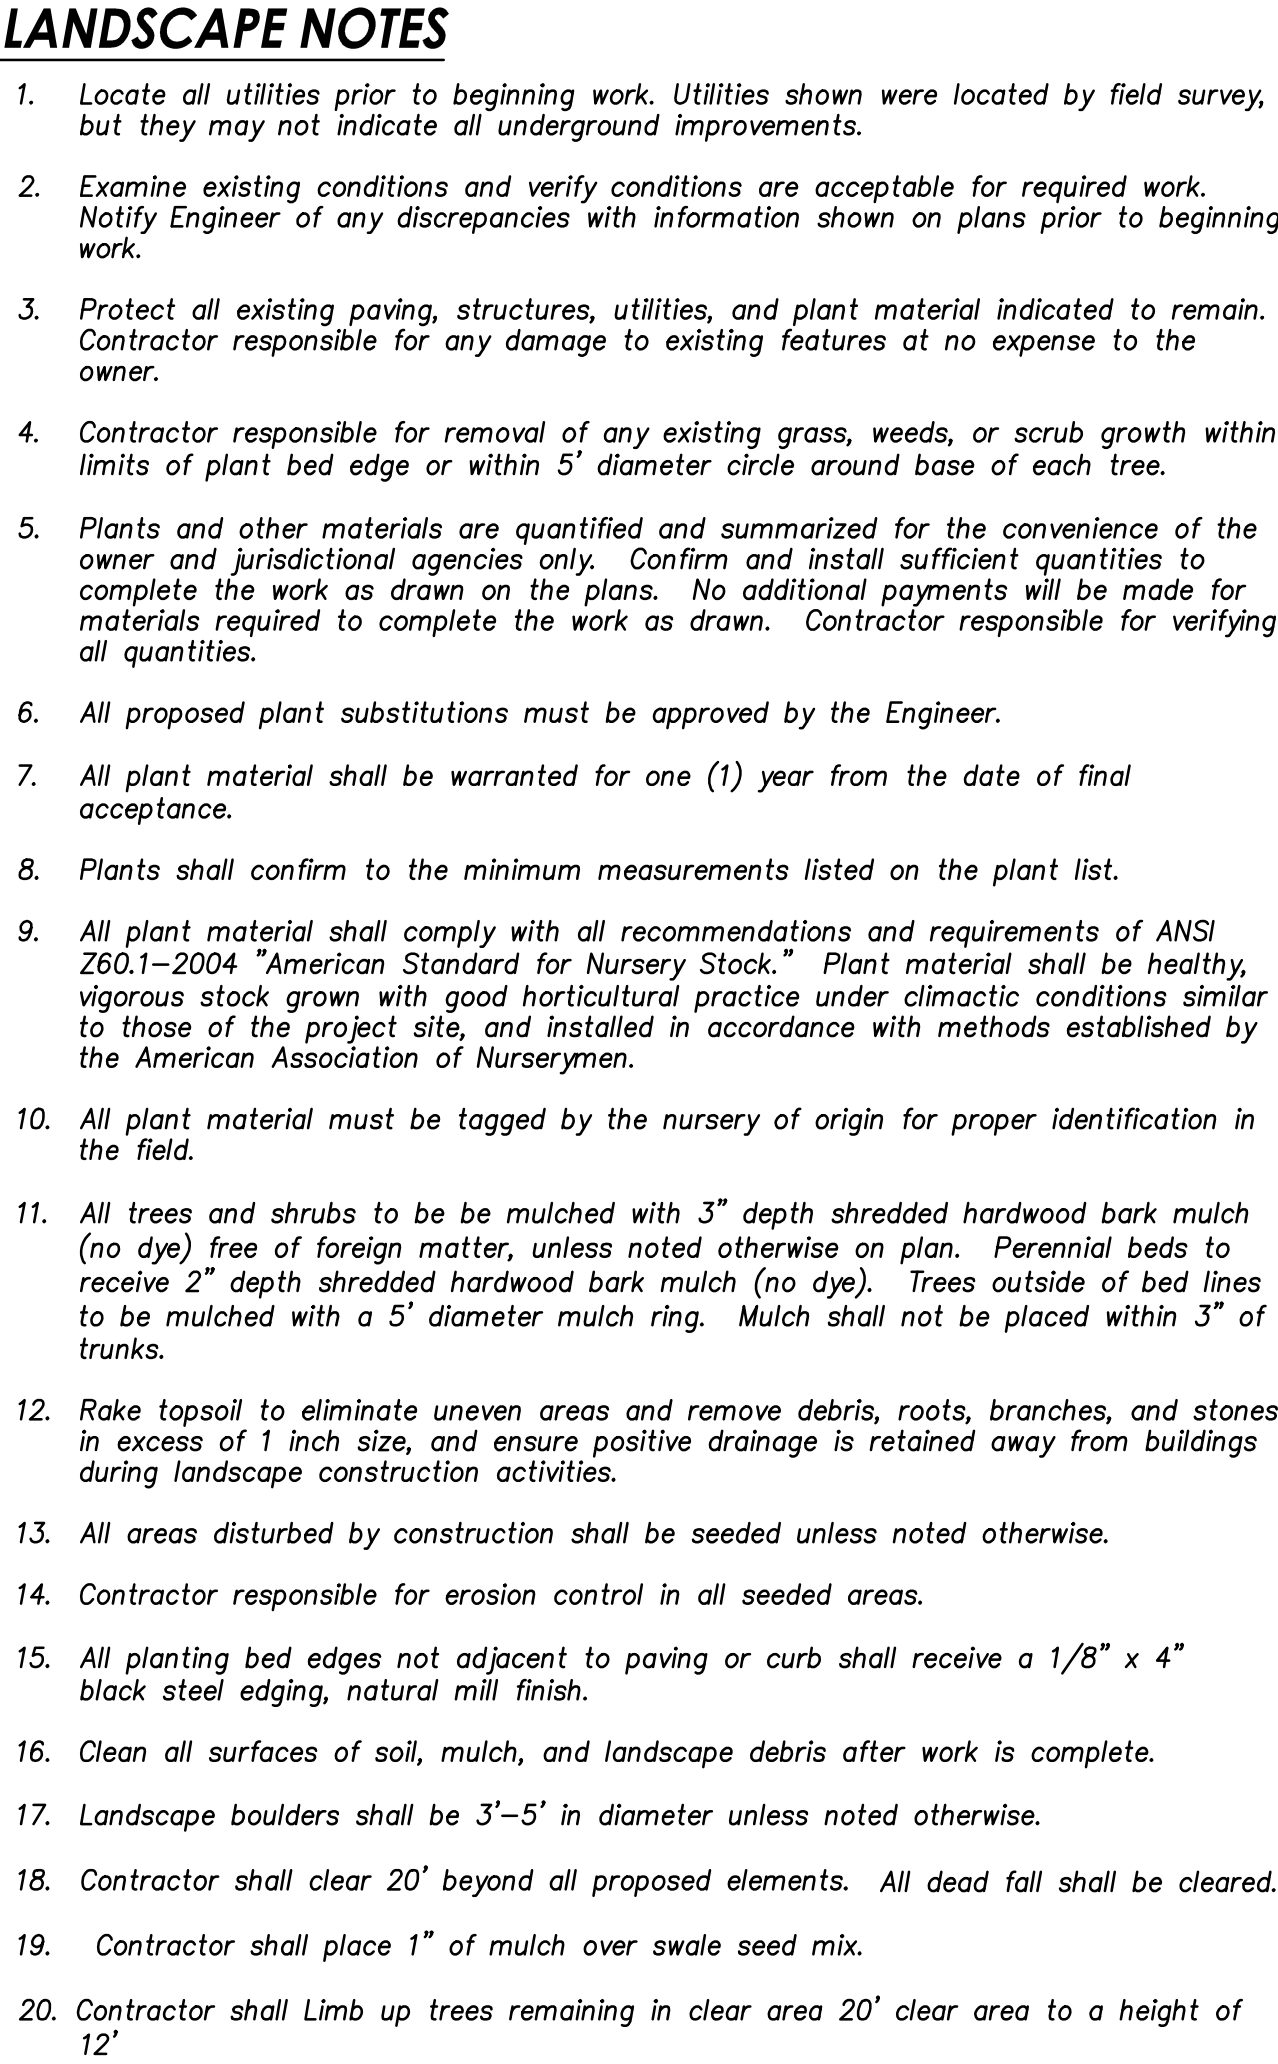 LANDSCAPE NOTES
1. Locate all utilities prior to beginning work. Utilities shown were located by field survey,
but they may not indicate all underground improvements.
2. Examine existing conditions and verify conditions are acceptable for required work.
Notify Engineer of any discrepancies with information shown on plans prior to beginning
work.
3. Protect all existing paving, structures, utilities, and plant material indicated to remain.
Contractor responsible for any damage to existing features at no expense to the
owner.
4. Contractor responsible for removal of any existing grass, weeds, or scrub growth within
limits of plant bed edge or within 5' diameter circle around base of each tree.
5. Plants and other materials are quantified and summarized for the convenience of the
owner and jurisdictional agencies only. Confirm and install sufficient quantities to
complete the work as drawn on the plans. No additional payments will be made for
materials required to complete the work as drawn. Contractor responsible for verifying
all quantities.
6. All proposed plant substitutions must be approved by the Engineer.
7. All plant material shall be warranted for one (1) year from the date of final
acceptance.
8. Plants shall confirm to the minimum measurements listed on the plant list.
9. All plant material shall comply with all recommendations and requirements of ANSI
Z60.1-2004 "American Standard for Nursery Stock." Plant material shall be healthy,
vigorous stock grown with good horticultural practice under climactic conditions similar
to those of the project site, and installed in accordance with methods established by
the American Association of Nurserymen.
10. All plant material must be tagged by the nursery of origin for proper identification in
the field.
11. All trees and shrubs to be be mulched with 3" depth shredded hardwood bark mulch
(no dye) free of foreign matter, unless noted otherwise on plan. Perennial beds to
receive 2" depth shredded hardwood bark mulch (no dye). Trees outside of bed lines
to be mulched with a 5' diameter mulch ring. Mulch shall not be placed within 3" of
trunks.
12. Rake topsoil to eliminate uneven areas and remove debris, roots, branches, and stones
in excess of 1 inch size, and ensure positive drainage is retained away from buildings
during landscape construction activities.
13. All areas disturbed by construction shall be seeded unless noted otherwise.
14. Contractor responsible for erosion control in all seeded areas.
15. All planting bed edges not adjacent to paving or curb shall receive a 1/8" x 4"
black steel edging, natural mill finish.
16. Clean all surfaces of soil, mulch, and landscape debris after work is complete.
17. Landscape boulders shall be 3'-5' in diameter unless noted otherwise.
18. Contractor shall clear 20' beyond all proposed elements. All dead fall shall be cleared.
19. Contractor shall place 1" of mulch over swale seed mix.
20. Contractor shall Limb up trees remaining in clear area 20' clear area to a height of
12'